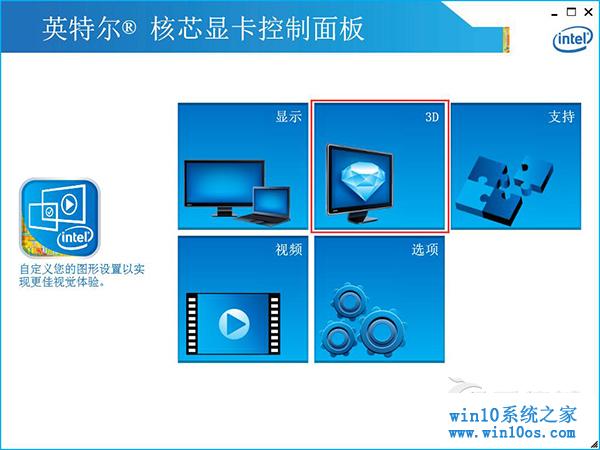 英特尔® 核芯显卡控制面板
intel
显示
3D
支持
intel
自定义您的图形设置以实
现更佳视觉体验。
视频
选项
win10系统之家
www.win10os.com